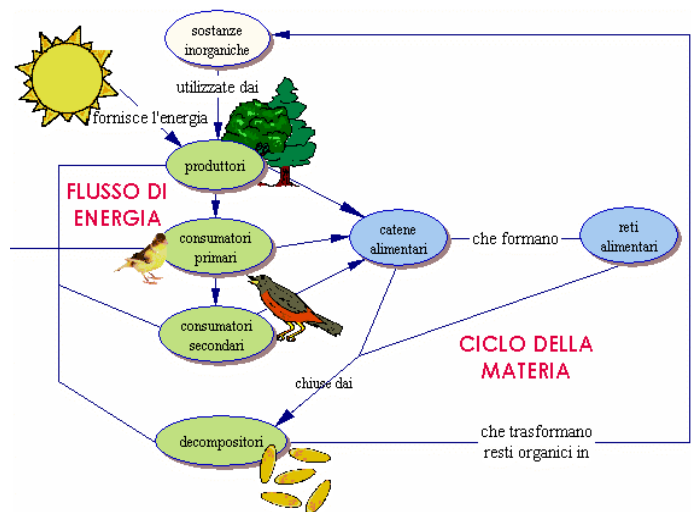 sostanze
inorganiche
utilizzate dai
fornisce l'energia
produttori
FLUSSO DI
ENERGIA
consumatori
primari
catene
alimentari
che formano
reti
alimentari
consumatori
secondari
CICLO DELLA
MATERIA
chiuse dai
decompositori
che trasformano
resti organici in